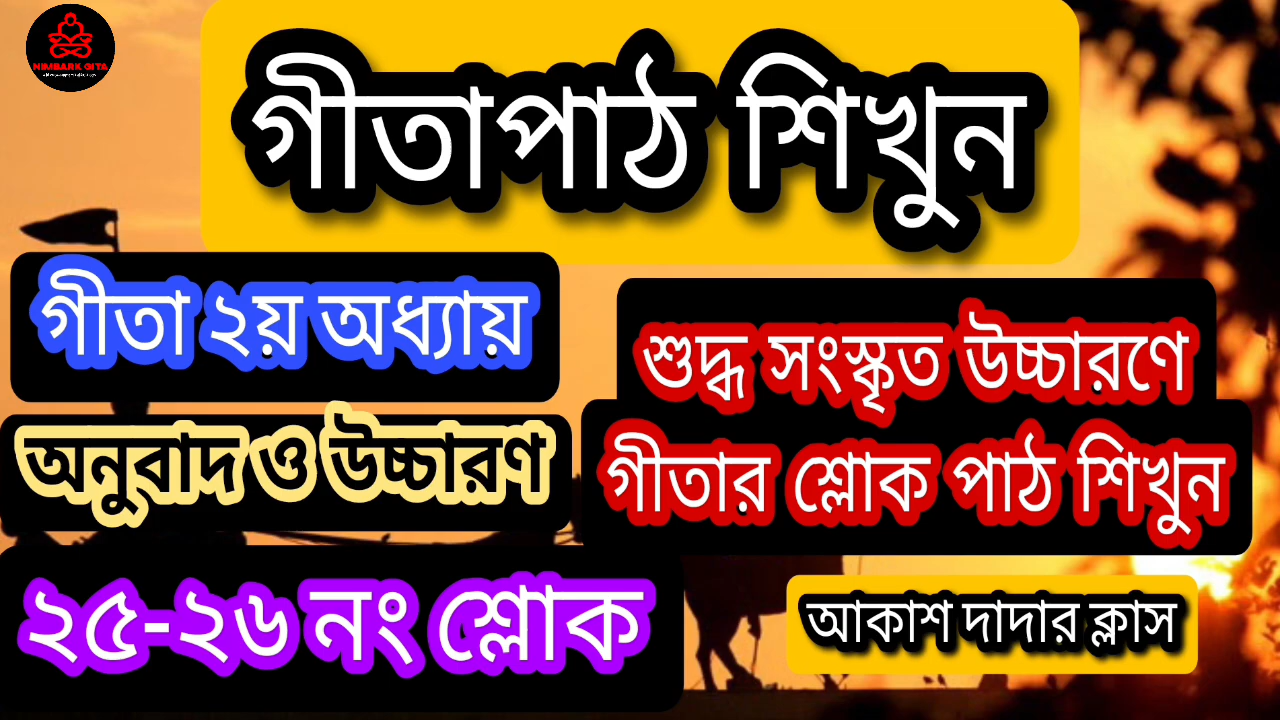 NIMBARK GITA
গীতাপাঠ শিখুন
গীতা ২য় অধ্যায়
অনুবাদ ও উচ্চারণ
২৫-২৬ নং শ্লোক
শুদ্ধ সংস্কৃত উচ্চারণে
গীতার শ্লোক পাঠ শিখুন
আকাশ দাদার ক্লাস